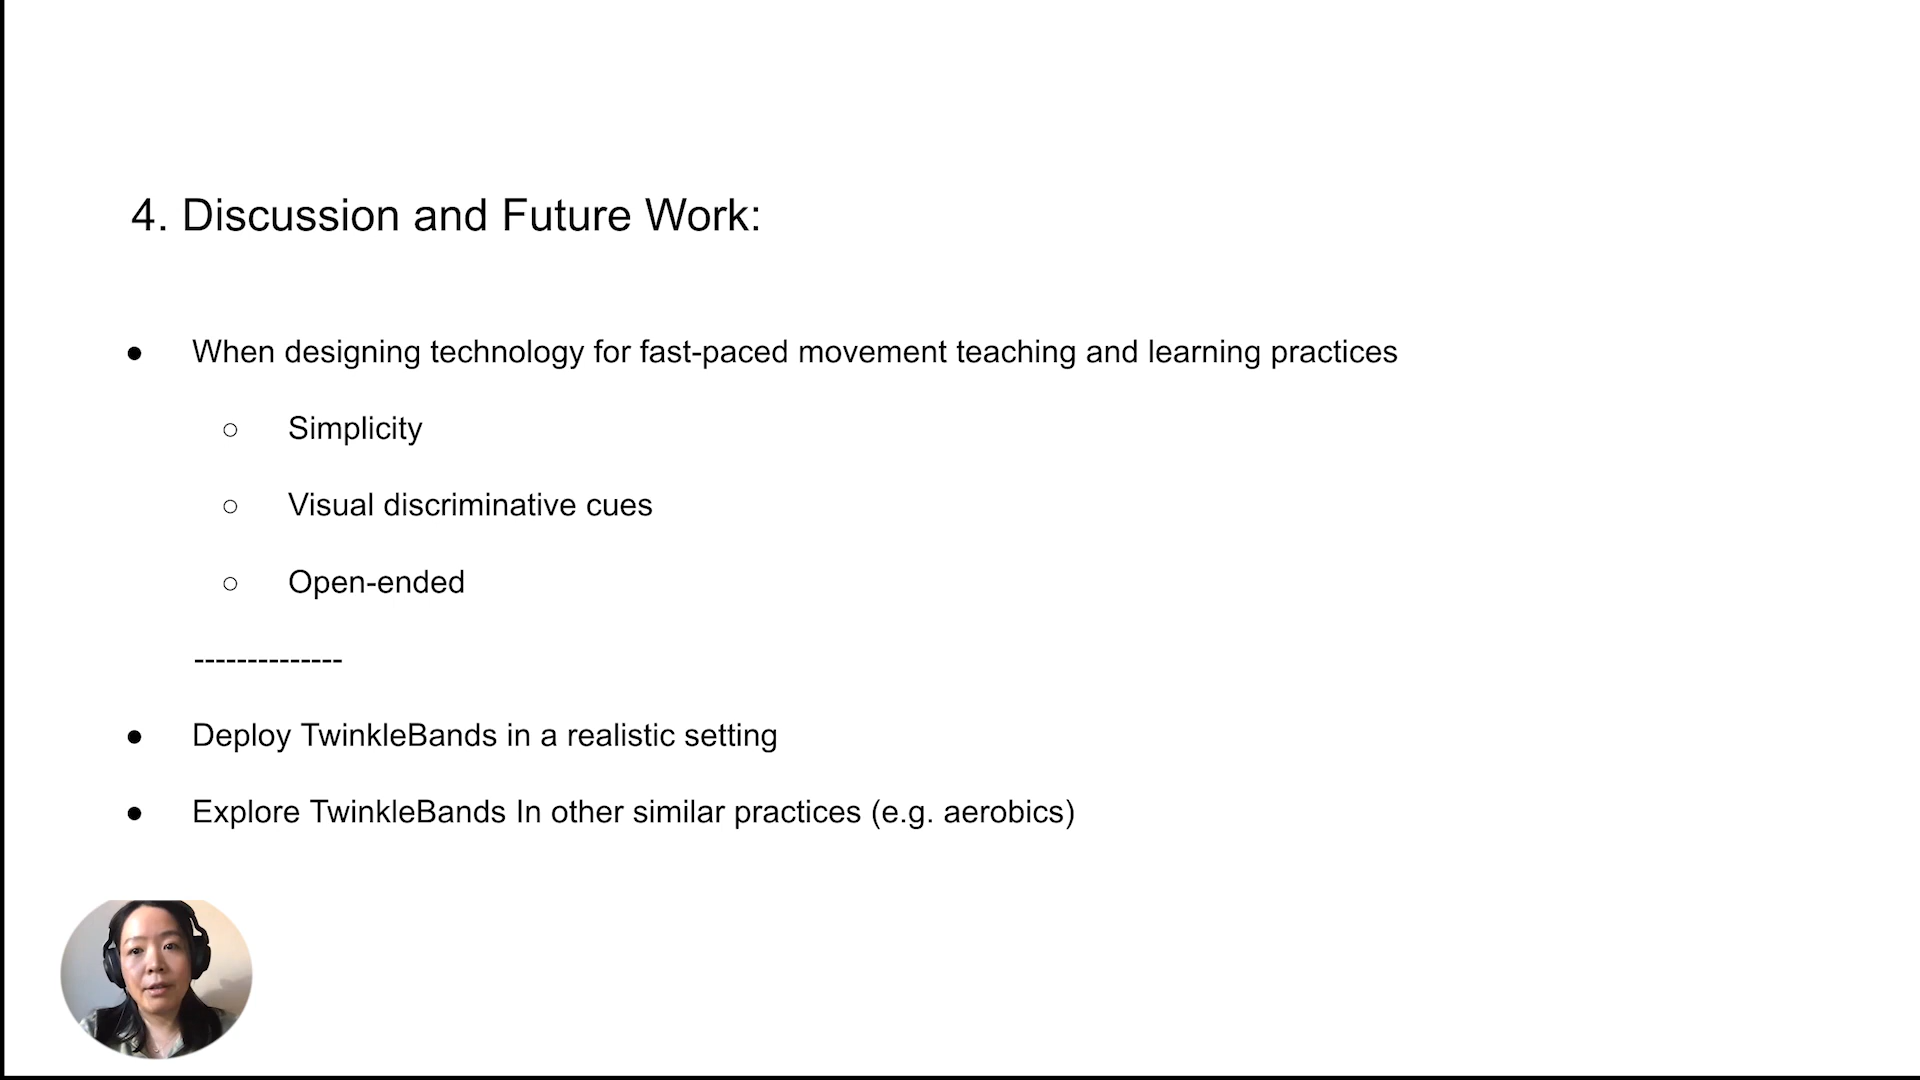 4. Discussion and Future Work:
● When designing technology for fast-paced movement teaching and learning practices
○ Simplicity
○ Visual discriminative cues
○ Open-ended
--------------
● Deploy TwinkleBands in a realistic setting
● Explore TwinkleBands In other similar practices (e.g. aerobics)